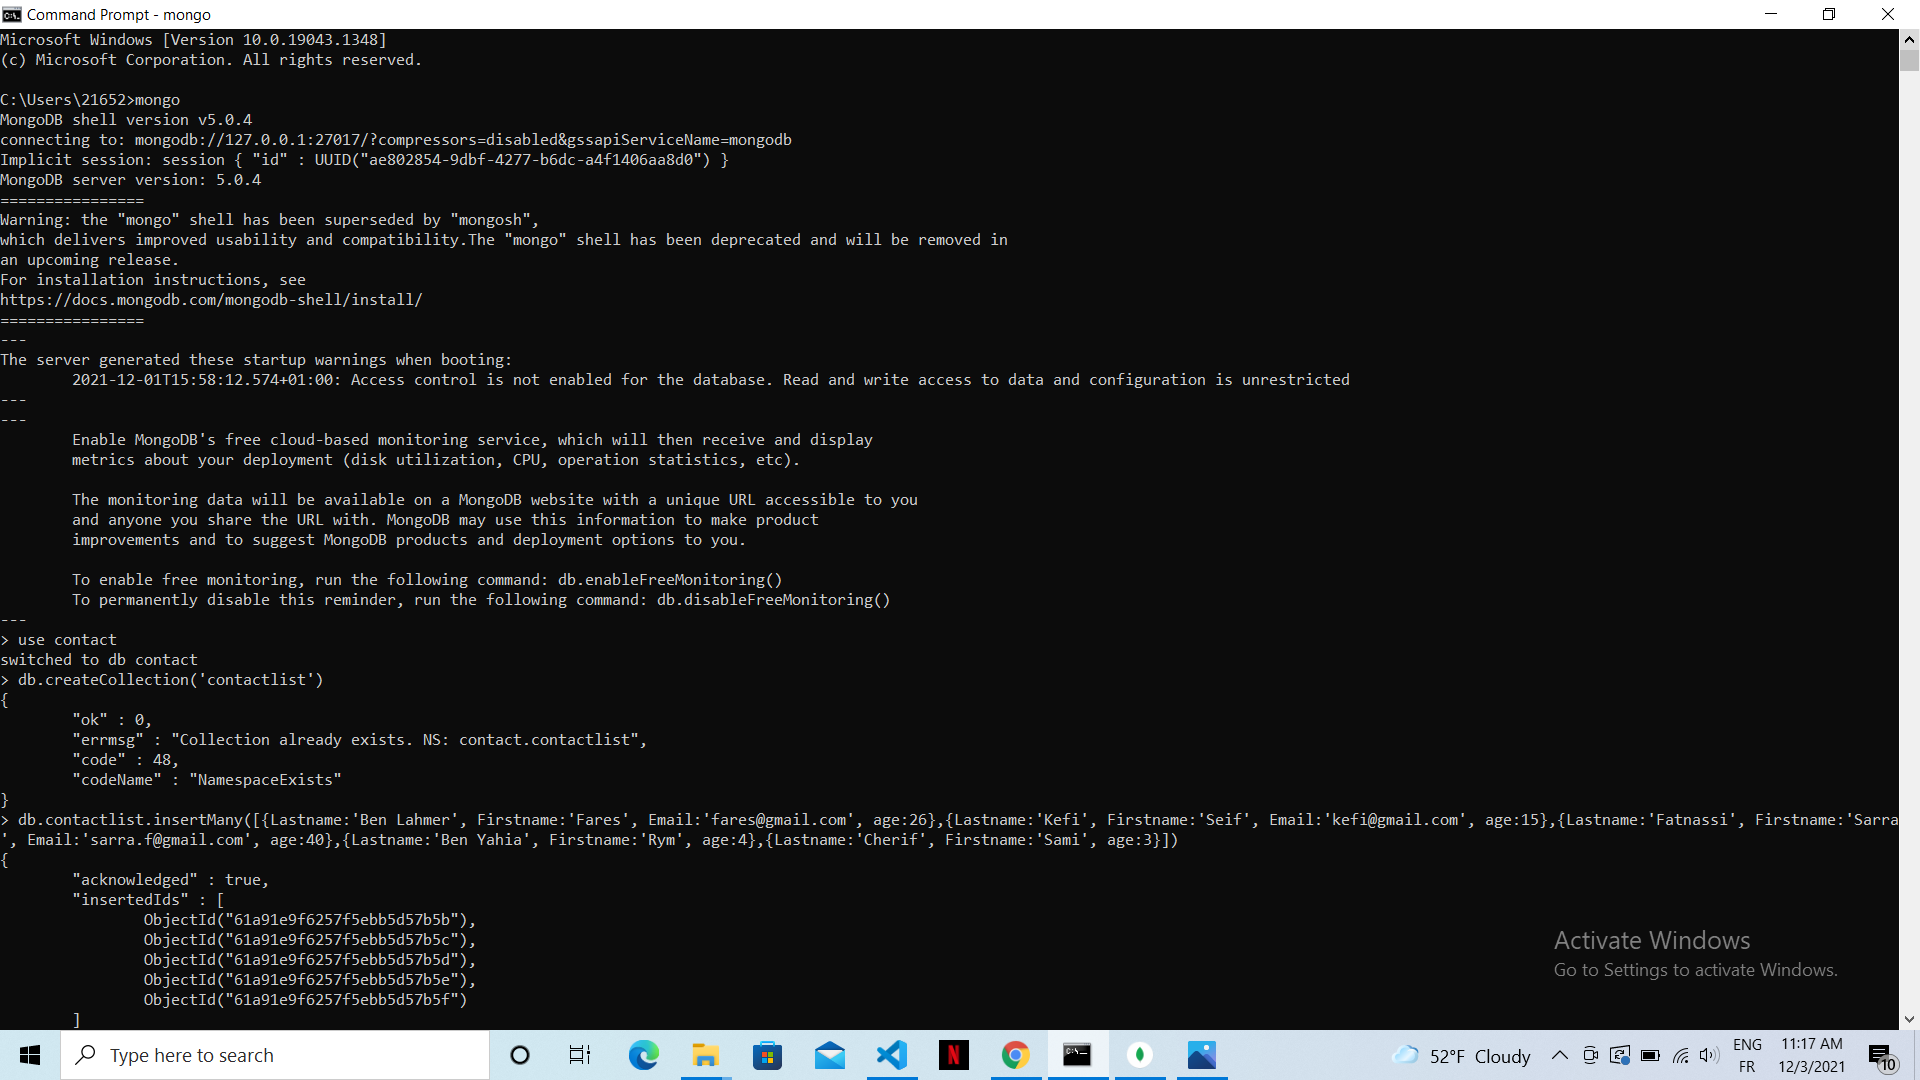 Command Prompt - mongo
Microsoft Windows [Version 10.0.19043.1348]
(c) Microsoft Corporation. All rights reserved.
C:\Users\21652>mongo
MongoDB shell version v5.0.4
connecting to: mongodb://127.0.0.1:27017/?compressors=disabled&gssapiServiceName=mongodb
Implicit session: session { "id" : UUID("ae802854-9dbf-4277-b6dc-a4f1406aa8d0") }
MongoDB server version: 5.0.4
================
Warning: the "mongo" shell has been superseded by "mongosh",
which delivers improved usability and compatibility.The "mongo" shell has been deprecated and will be removed in
an upcoming release.
For installation instructions, see
https://docs.mongodb.com/mongodb-shell/install/
================
---
The server generated these startup warnings when booting:
2021-12-01T15:58:12.574+01:00: Access control is not enabled for the database. Read and write access to data and configuration is unrestricted
---
---
Enable MongoDB's free cloud-based monitoring service, which will then receive and display
metrics about your deployment (disk utilization, CPU, operation statistics, etc).
The monitoring data will be available on a MongoDB website with a unique URL accessible to you
and anyone you share the URL with. MongoDB may use this information to make product
improvements and to suggest MongoDB products and deployment options to you.
To enable free monitoring, run the following command: db.enableFreeMonitoring()
To permanently disable this reminder, run the following command: db.disableFreeMonitoring()
---
> use contact
switched to db contact
> db.createCollection('contactlist')
{
"ok" : 0,
"errmsg" : "Collection already exists. NS: contact.contactlist",
"code" : 48,
"codeName" : "NamespaceExists"
}
> db.contactlist.insertMany([{Lastname:'Ben Lahmer', Firstname:'Fares', Email:'fares@gmail.com', age:26},{Lastname:'Kefi', Firstname:'Seif', Email:'kefi@gmail.com', age:15},{Lastname:'Fatnassi', Firstname:'Sarra
', Email:'sarra.f@gmail.com', age:40},{Lastname:'Ben Yahia', Firstname:'Rym', age:4},{Lastname:'Cherif', Firstname:'Sami', age:3}])
{
"acknowledged" : true,
"insertedIds" : [
ObjectId("61a91e9f6257f5ebb5d57b5b"),
ObjectId("61a91e9f6257f5ebb5d57b5c"),
ObjectId("61a91e9f6257f5ebb5d57b5d"),
ObjectId("61a91e9f6257f5ebb5d57b5e"),
ObjectId("61a91e9f6257f5ebb5d57b5f")
]
Activate Windows
Go to Settings to activate Windows.
Type here to search
52°F Cloudy
ENG
FR
11:17 AM
12/3/2021
10